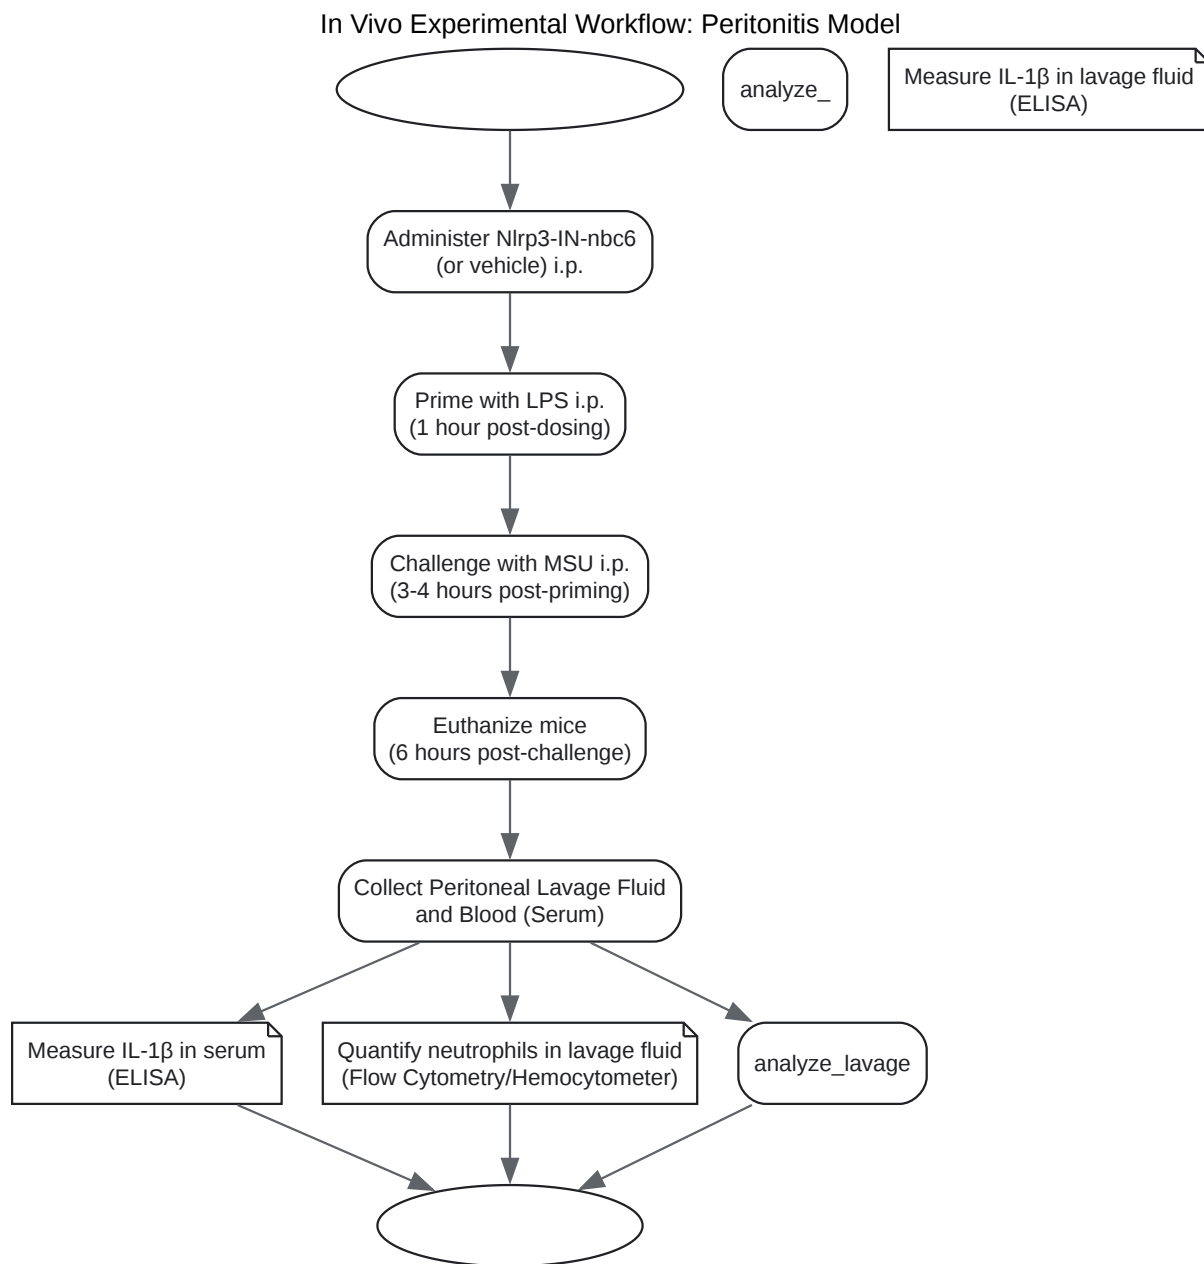 In Vivo Experimental Workflow: Peritonitis Model
analyze_
Measure IL-1β in lavage fluid
(ELISA)
Administer Nlrp3-IN-nbc6
(or vehicle) i.p.
Prime with LPS i.p.
(1 hour post-dosing)
Challenge with MSU i.p.
(3-4 hours post-priming)
Euthanize mice
(6 hours post-challenge)
Collect Peritoneal Lavage Fluid
and Blood (Serum)
Measure IL-1β in serum
(ELISA)
Quantify neutrophils in lavage fluid
(Flow Cytometry/Hemocytometer)
analyze_lavage